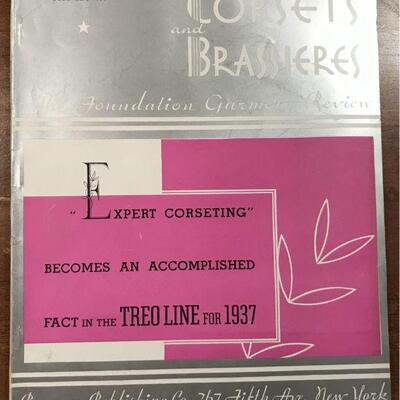 CORSETS
and
BRASSIERES
The Foundation Garment Review
"EXPERT CORSETING"
BECOMES AN ACCOMPLISHED
FACT IN THE TREO LINE FOR 1937
Publishing Co. 267 Fifth Ave. New York